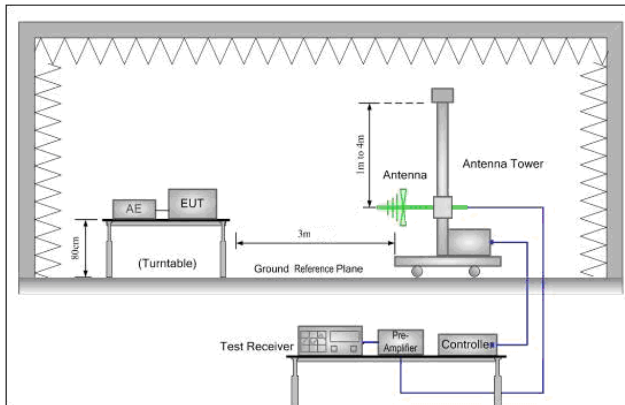 1m to 4m
Antenna
Antenna Tower
AE
EUT
80cm
(Turntable)
3m
Ground Reference Plane
Test Receiver
Pre-
Amplifier
Controller